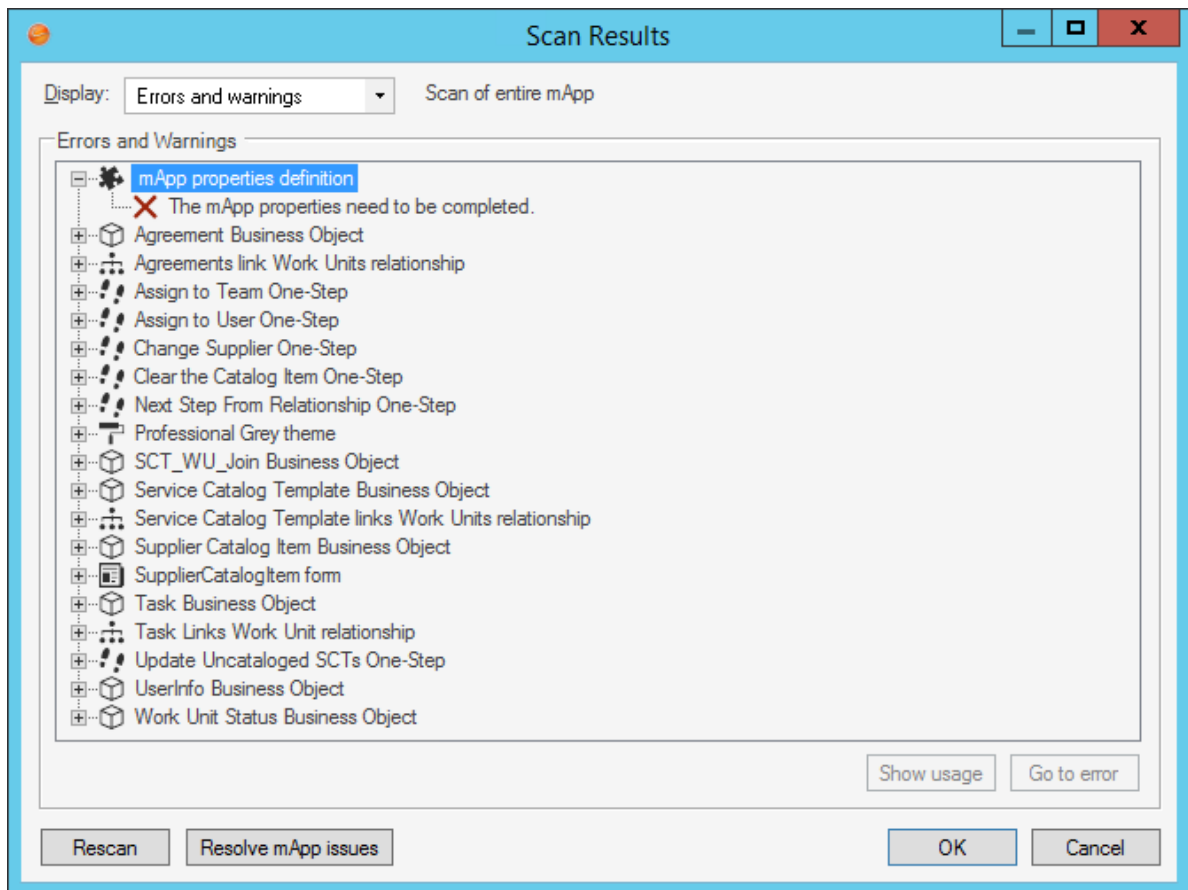 Scan Results
Display: Errors and warnings Scan of entire mApp
Errors and Warnings
mApp properties definition
The mApp properties need to be completed.
Agreement Business Object
Agreements link Work Units relationship
Assign to Team One-Step
Assign to User One-Step
Change Supplier One-Step
Clear the Catalog Item One-Step
Next Step From Relationship One-Step
Professional Grey theme
SCT_WU_Join Business Object
Service Catalog Template Business Object
Service Catalog Template links Work Units relationship
Supplier Catalog Item Business Object
SupplierCatalogItem form
Task Business Object
Task Links Work Unit relationship
Update Uncataloged SCTs One-Step
UserInfo Business Object
Work Unit Status Business Object
Show usage Go to error
Rescan Resolve mApp issues OK Cancel